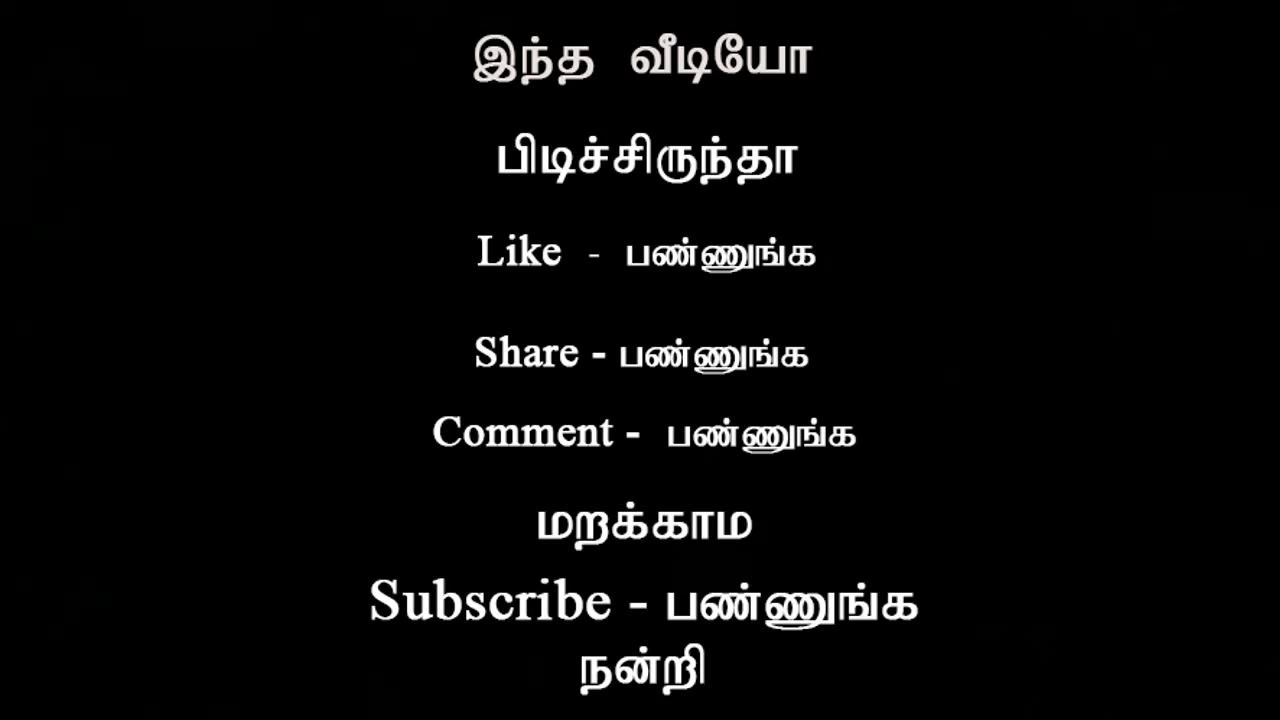 இந்த வீடியோ
பிடிச்சிருந்தா
Like - பண்ணுங்க
Share - பண்ணுங்க
Comment - பண்ணுங்க
மறக்காம
Subscribe - பண்ணுங்க
நன்றி